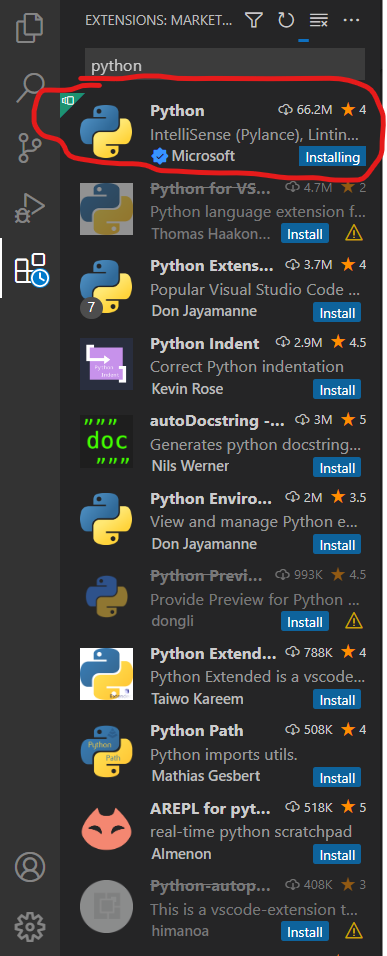 EXTENSIONS: MARKET...
python
Python 66.2M 4
IntelliSense (Pylance), Lintin...
Microsoft Installing
Python for VS... 4.7M 2
Python language extension f...
Thomas Haakon... Install
Python Extens... 3.7M 4
Popular Visual Studio Code ...
7 Don Jayamanne Install
Python Indent 2.9M 4.5
Correct Python indentation
Kevin Rose Install
autoDocstring -... 3M 5
Generates python docstring...
Nils Werner Install
Python Enviro... 2M 3.5
View and manage Python e...
Don Jayamanne Install
Python Previ... 993K 4.5
Provide Preview for Python ...
dongli Install
Python Extend... 788K 4
Python Extended is a vscode...
Taiwo Kareem Install
Python Path 508K 4
Python imports utils.
Mathias Gesbert Install
AREPL for pyt... 518K 5
real-time python scratchpad
Almenon Install
Python-autop... 408K 3
This is a vscode-extension t...
himanoa Install